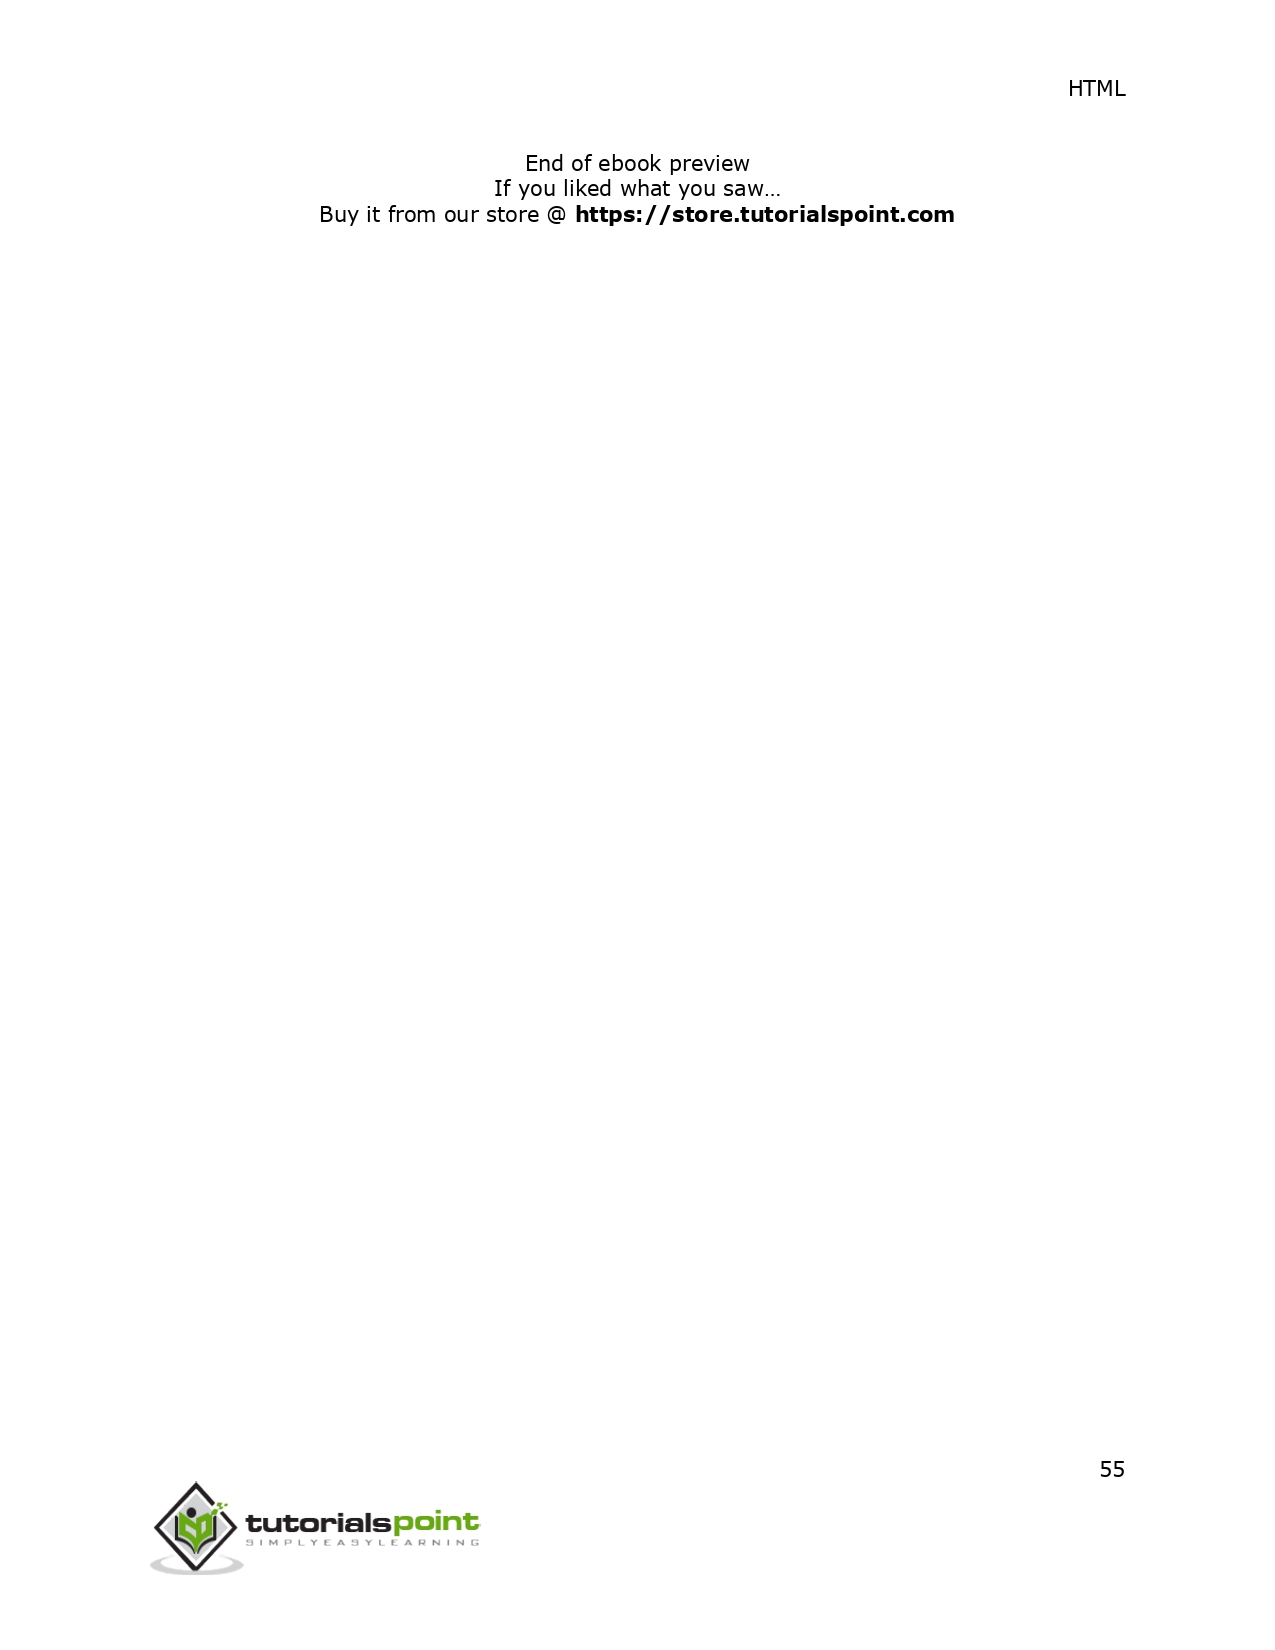 HTML
End of ebook preview
If you liked what you saw…
Buy it from our store @ https://store.tutorialspoint.com
55
tutorialspoint
SIMPLYEASYLEARNING